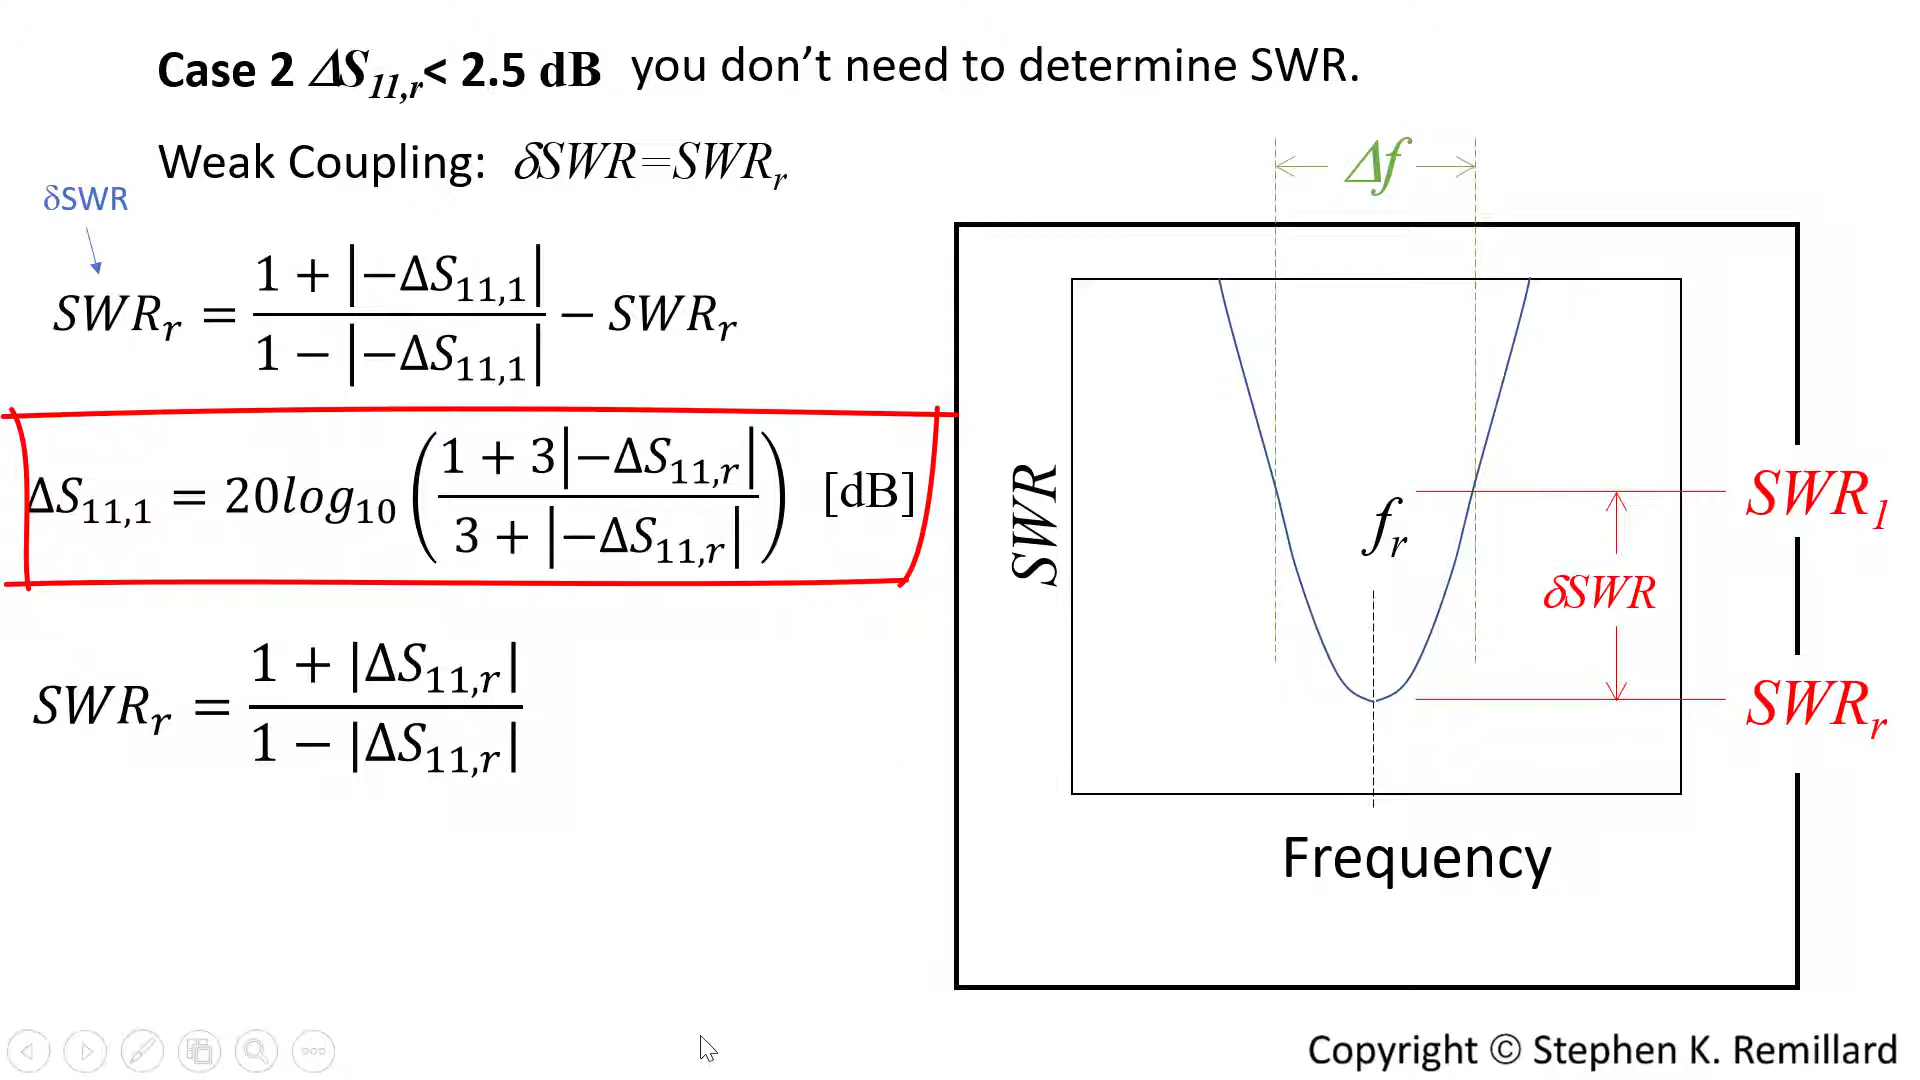 Case 2 ΔS₁₁,ᵣ< 2.5 dB you don’t need to determine SWR.
Weak Coupling: δSWR=SWRᵣ
δSWR
SWRᵣ = (1 + |−ΔS₁₁,₁|) / (1 − |−ΔS₁₁,₁|) − SWRᵣ
ΔS₁₁,₁ = 20log₁₀ ((1 + 3|−ΔS₁₁,ᵣ|) / (3 + |−ΔS₁₁,ᵣ|)) [dB]
SWRᵣ = (1 + |ΔS₁₁,ᵣ|) / (1 − |ΔS₁₁,ᵣ|)
Δf
SWR
fᵣ
SWR₁
δSWR
SWRᵣ
Frequency
Copyright © Stephen K. Remillard